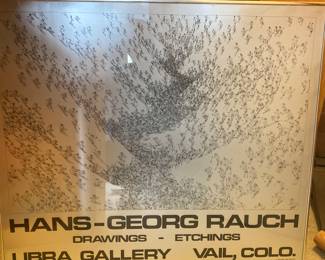 HANS-GEORG RAUCH
DRAWINGS - ETCHINGS
LIBRA GALLERY VAIL, COLO.